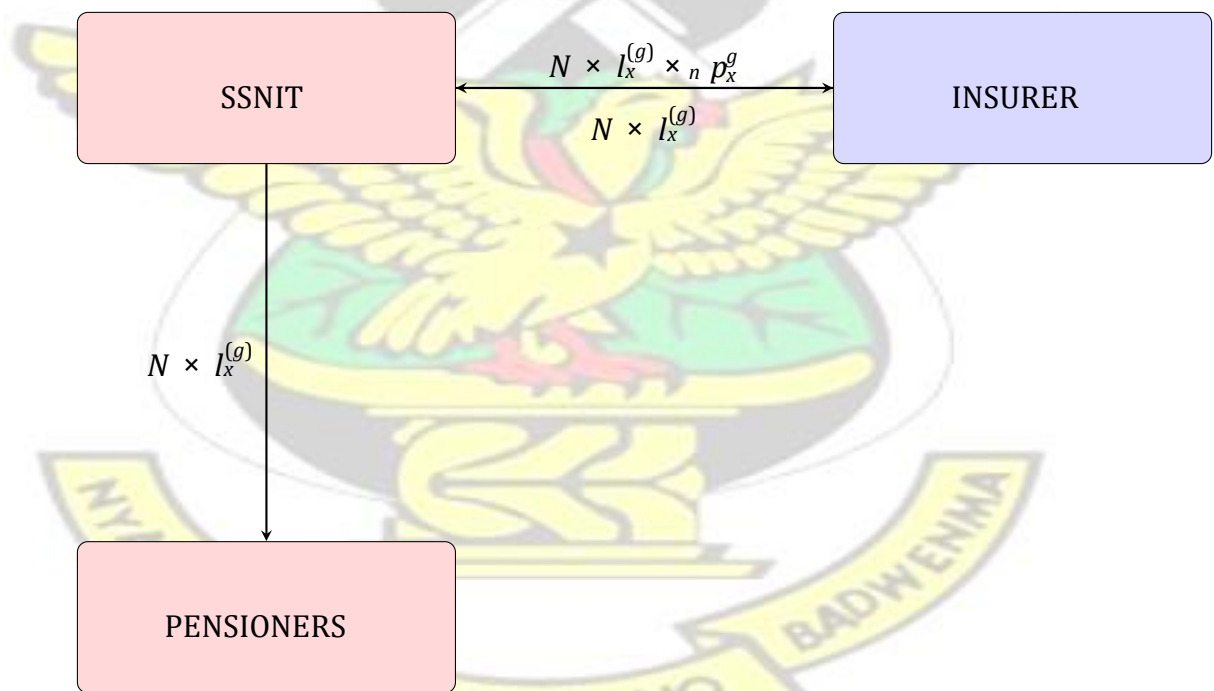 SSNIT
N × l_x^{(g)} × _n p_x^g
N × l_x^{(g)}
INSURER
N × l_x^{(g)}
PENSIONERS
BADWENMA